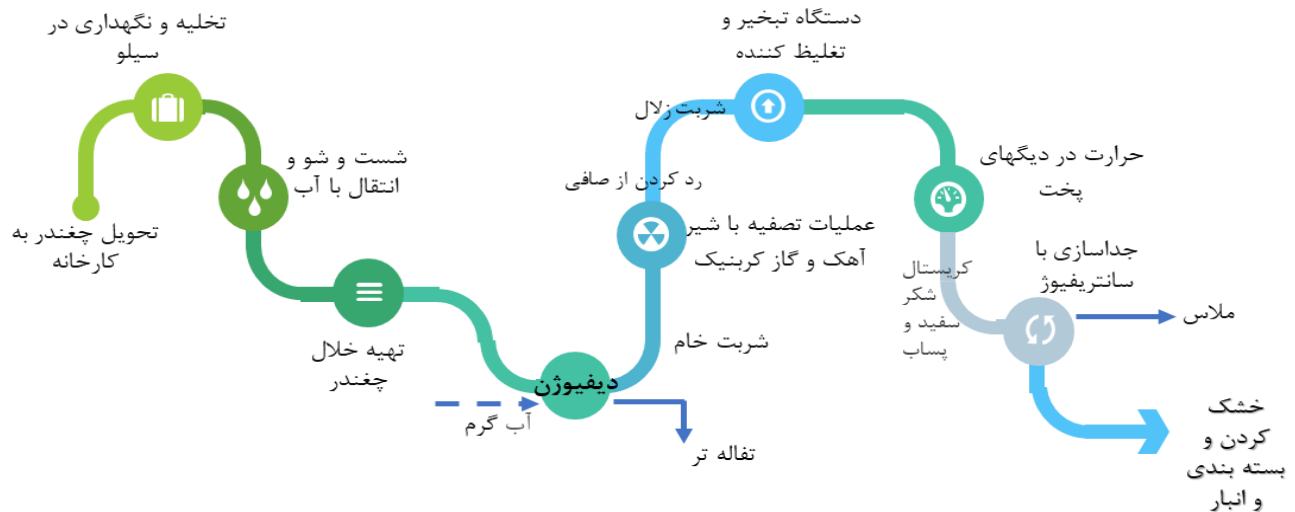 تحویل چغندر به
کارخانه
تخلیه و نگهداری در
سیلو
شست و شو و
انتقال با آب
تهیه خلال
چغندر
دیفیوژن
آب گرم
تفاله تر
شربت خام
عملیات تصفیه با شیر
آهک و گاز کربنیک
رد کردن از صافی
شربت زلال
دستگاه تبخیر و
تغلیظ کننده
حرارت در دیگهای
پخت
کریستال
شکر
سفید و
پساب
جداسازی با
سانتریفیوژ
ملاس
خشک
کردن و
بسته بندی
و انبار